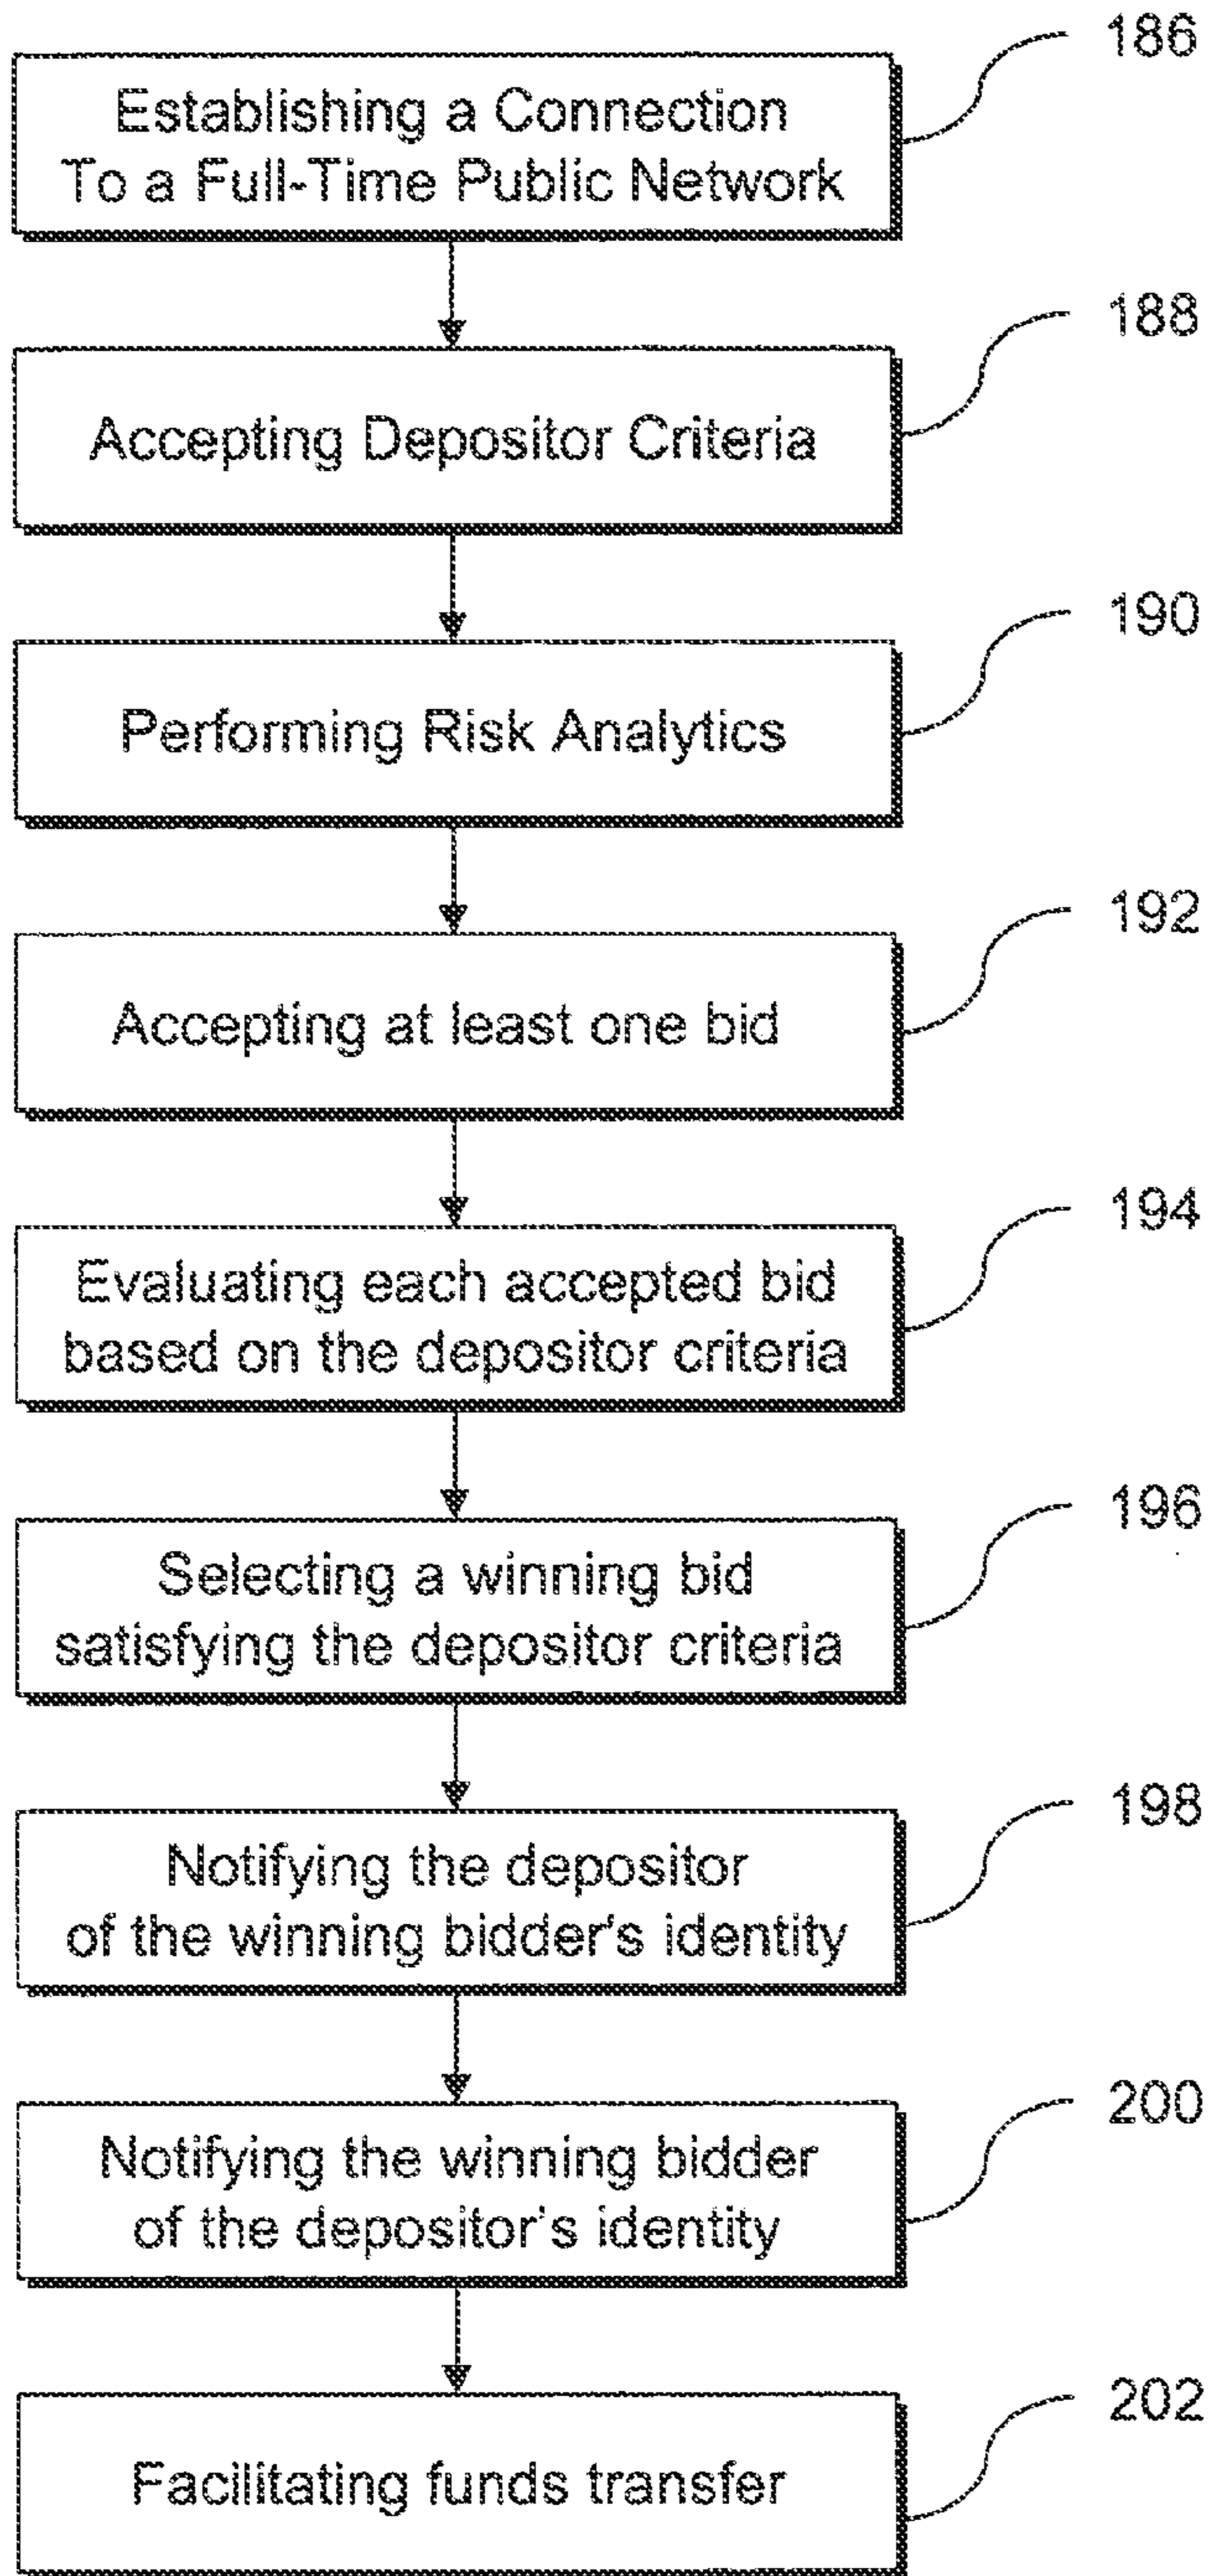 186
Establishing a Connection
To a Full-Time Public Network
188
Accepting Depositor Criteria
190
Performing Risk Analytics
192
Accepting at least one bid
194
Evaluating each accepted bid
based on the depositor criteria
196
Selecting a winning bid
satisfying the depositor criteria
198
Notifying the depositor
of the winning bidder's identity
200
Notifying the winning bidder
of the depositor's identity
202
Facilitating funds transfer